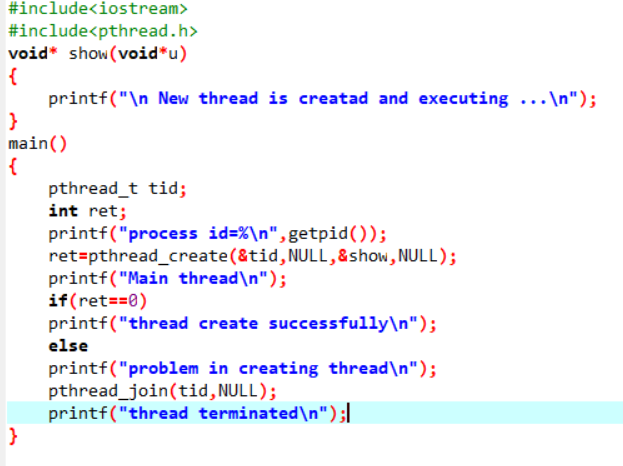 #include<iostream>
#include<pthread.h>
void* show(void*u)
{
    printf("\n New thread is creatad and executing ...\n");
}
main()
{
    pthread_t tid;
    int ret;
    printf("process id=%\n",getpid());
    ret=pthread_create(&tid,NULL,&show,NULL);
    printf("Main thread\n");
    if(ret==0)
    printf("thread create successfully\n");
    else
    printf("problem in creating thread\n");
    pthread_join(tid,NULL);
    printf("thread terminated\n");
}